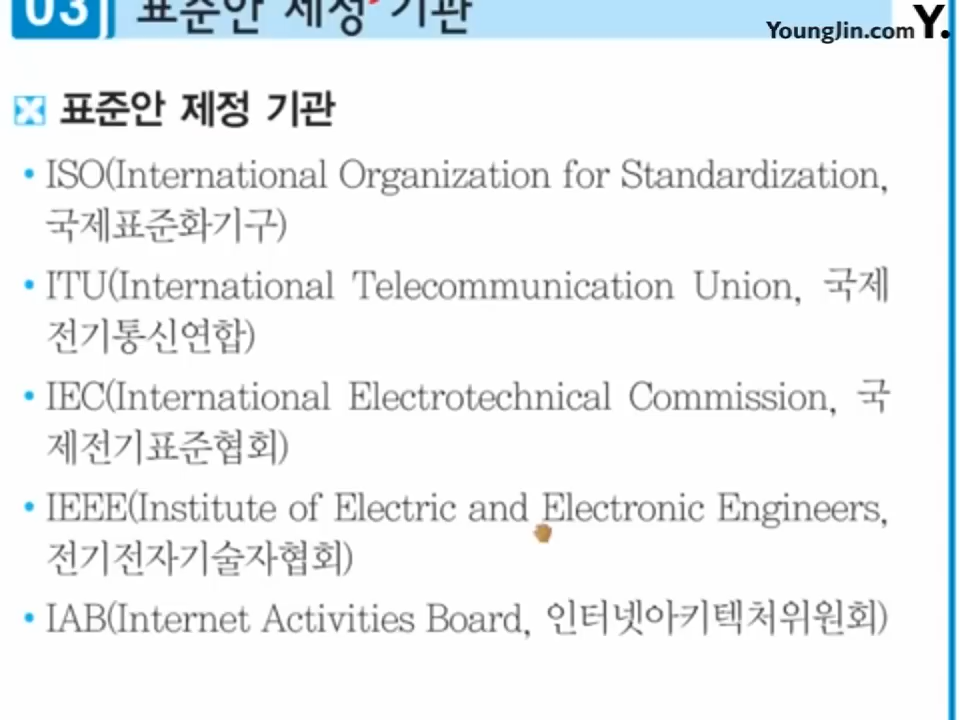 03 표준안 제정 기관
YoungJin.com Y.
표준안 제정 기관
• ISO(International Organization for Standardization,
국제표준화기구)
• ITU(International Telecommunication Union, 국제
전기통신연합)
• IEC(International Electrotechnical Commission, 국
제전기표준협회)
• IEEE(Institute of Electric and Electronic Engineers,
전기전자기술자협회)
• IAB(Internet Activities Board, 인터넷아키텍처위원회)